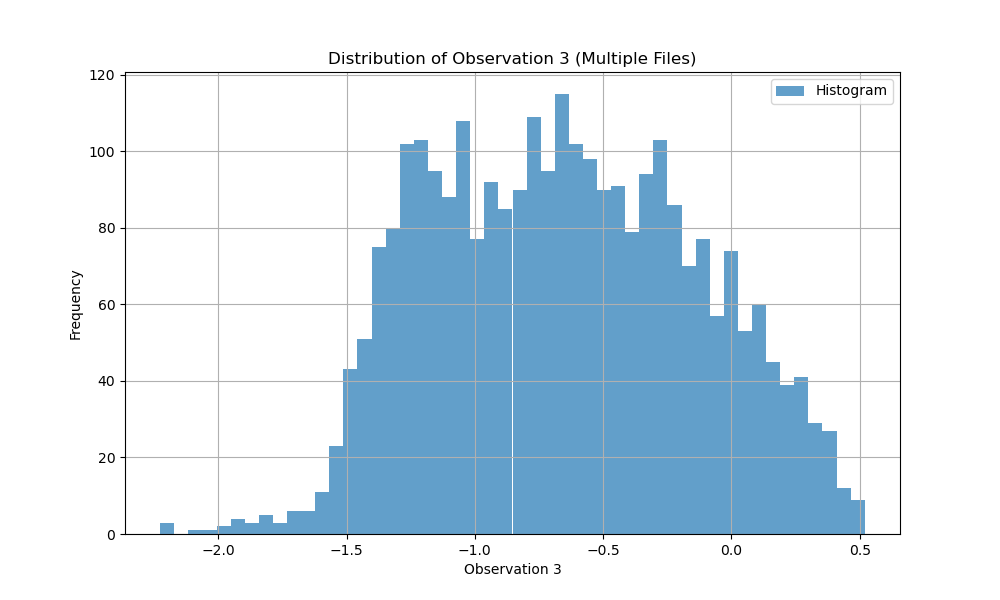 Distribution of Observation 3 (Multiple Files)
Histogram
120
100
80
60
40
20
0
Frequency
−2.0 −1.5 −1.0 −0.5 0.0 0.5
Observation 3